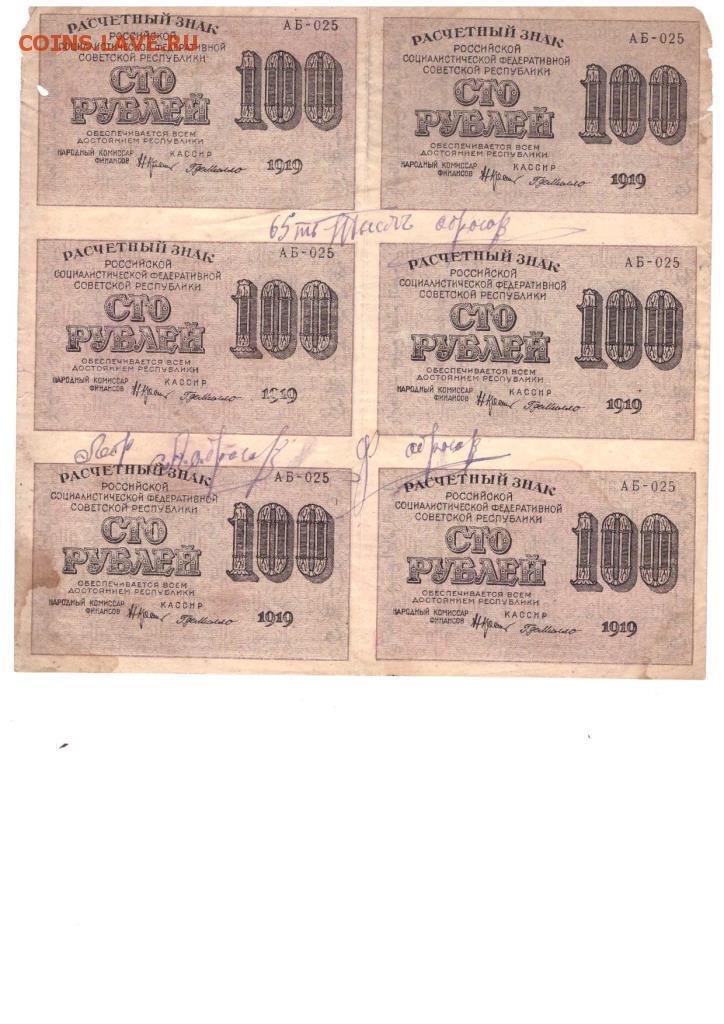 COINS.LAVE.RU
РАСЧЕТНЫЙ ЗНАК
АБ-025
РОССИЙСКОЙ
СОЦИАЛИСТИЧЕСКОЙ ФЕДЕРАТИВНОЙ
СОВЕТСКОЙ РЕСПУБЛИКИ
СТО
РУБЛЕЙ
100
ОБЕСПЕЧИВАЕТСЯ ВСЕМ
ДОСТОЯНИЕМ РЕСПУБЛИКИ
НАРОДНЫЙ КОМИССАР
ФИНАНСОВ
КАССИР
1919
РАСЧЕТНЫЙ ЗНАК
АБ-025
РОССИЙСКОЙ
СОЦИАЛИСТИЧЕСКОЙ ФЕДЕРАТИВНОЙ
СОВЕТСКОЙ РЕСПУБЛИКИ
СТО
РУБЛЕЙ
100
ОБЕСПЕЧИВАЕТСЯ ВСЕМ
ДОСТОЯНИЕМ РЕСПУБЛИКИ
НАРОДНЫЙ КОМИССАР
ФИНАНСОВ
КАССИР
1919
65ть
РАСЧЕТНЫЙ ЗНАК
АБ-025
РОССИЙСКОЙ
СОЦИАЛИСТИЧЕСКОЙ ФЕДЕРАТИВНОЙ
СОВЕТСКОЙ РЕСПУБЛИКИ
СТО
РУБЛЕЙ
100
ОБЕСПЕЧИВАЕТСЯ ВСЕМ
ДОСТОЯНИЕМ РЕСПУБЛИКИ
НАРОДНЫЙ КОМИССАР
ФИНАНСОВ
КАССИР
1919
РАСЧЕТНЫЙ ЗНАК
АБ-025
РОССИЙСКОЙ
СОЦИАЛИСТИЧЕСКОЙ ФЕДЕРАТИВНОЙ
СОВЕТСКОЙ РЕСПУБЛИКИ
СТО
РУБЛЕЙ
100
ОБЕСПЕЧИВАЕТСЯ ВСЕМ
ДОСТОЯНИЕМ РЕСПУБЛИКИ
НАРОДНЫЙ КОМИССАР
ФИНАНСОВ
КАССИР
1919
РАСЧЕТНЫЙ ЗНАК
АБ-025
РОССИЙСКОЙ
СОЦИАЛИСТИЧЕСКОЙ ФЕДЕРАТИВНОЙ
СОВЕТСКОЙ РЕСПУБЛИКИ
СТО
РУБЛЕЙ
100
ОБЕСПЕЧИВАЕТСЯ ВСЕМ
ДОСТОЯНИЕМ РЕСПУБЛИКИ
НАРОДНЫЙ КОМИССАР
ФИНАНСОВ
КАССИР
1919
РАСЧЕТНЫЙ ЗНАК
АБ-025
РОССИЙСКОЙ
СОЦИАЛИСТИЧЕСКОЙ ФЕДЕРАТИВНОЙ
СОВЕТСКОЙ РЕСПУБЛИКИ
СТО
РУБЛЕЙ
100
ОБЕСПЕЧИВАЕТСЯ ВСЕМ
ДОСТОЯНИЕМ РЕСПУБЛИКИ
НАРОДНЫЙ КОМИССАР
ФИНАНСОВ
КАССИР
1919